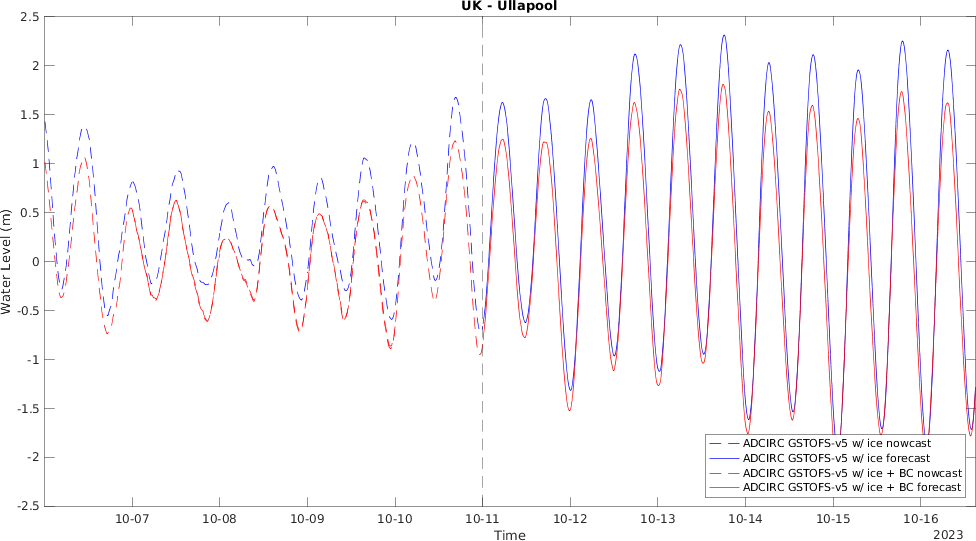 UK - Ullapool
2.5
2
1.5
1
0.5
0
-0.5
-1
-1.5
-2
-2.5
Water Level (m)
ADCIRC GSTOFS-v5 w/ ice nowcast
ADCIRC GSTOFS-v5 w/ ice forecast
ADCIRC GSTOFS-v5 w/ ice + BC nowcast
ADCIRC GSTOFS-v5 w/ ice + BC forecast
10-07 10-08 10-09 10-10 10-11 10-12 10-13 10-14 10-15 10-16
Time
2023